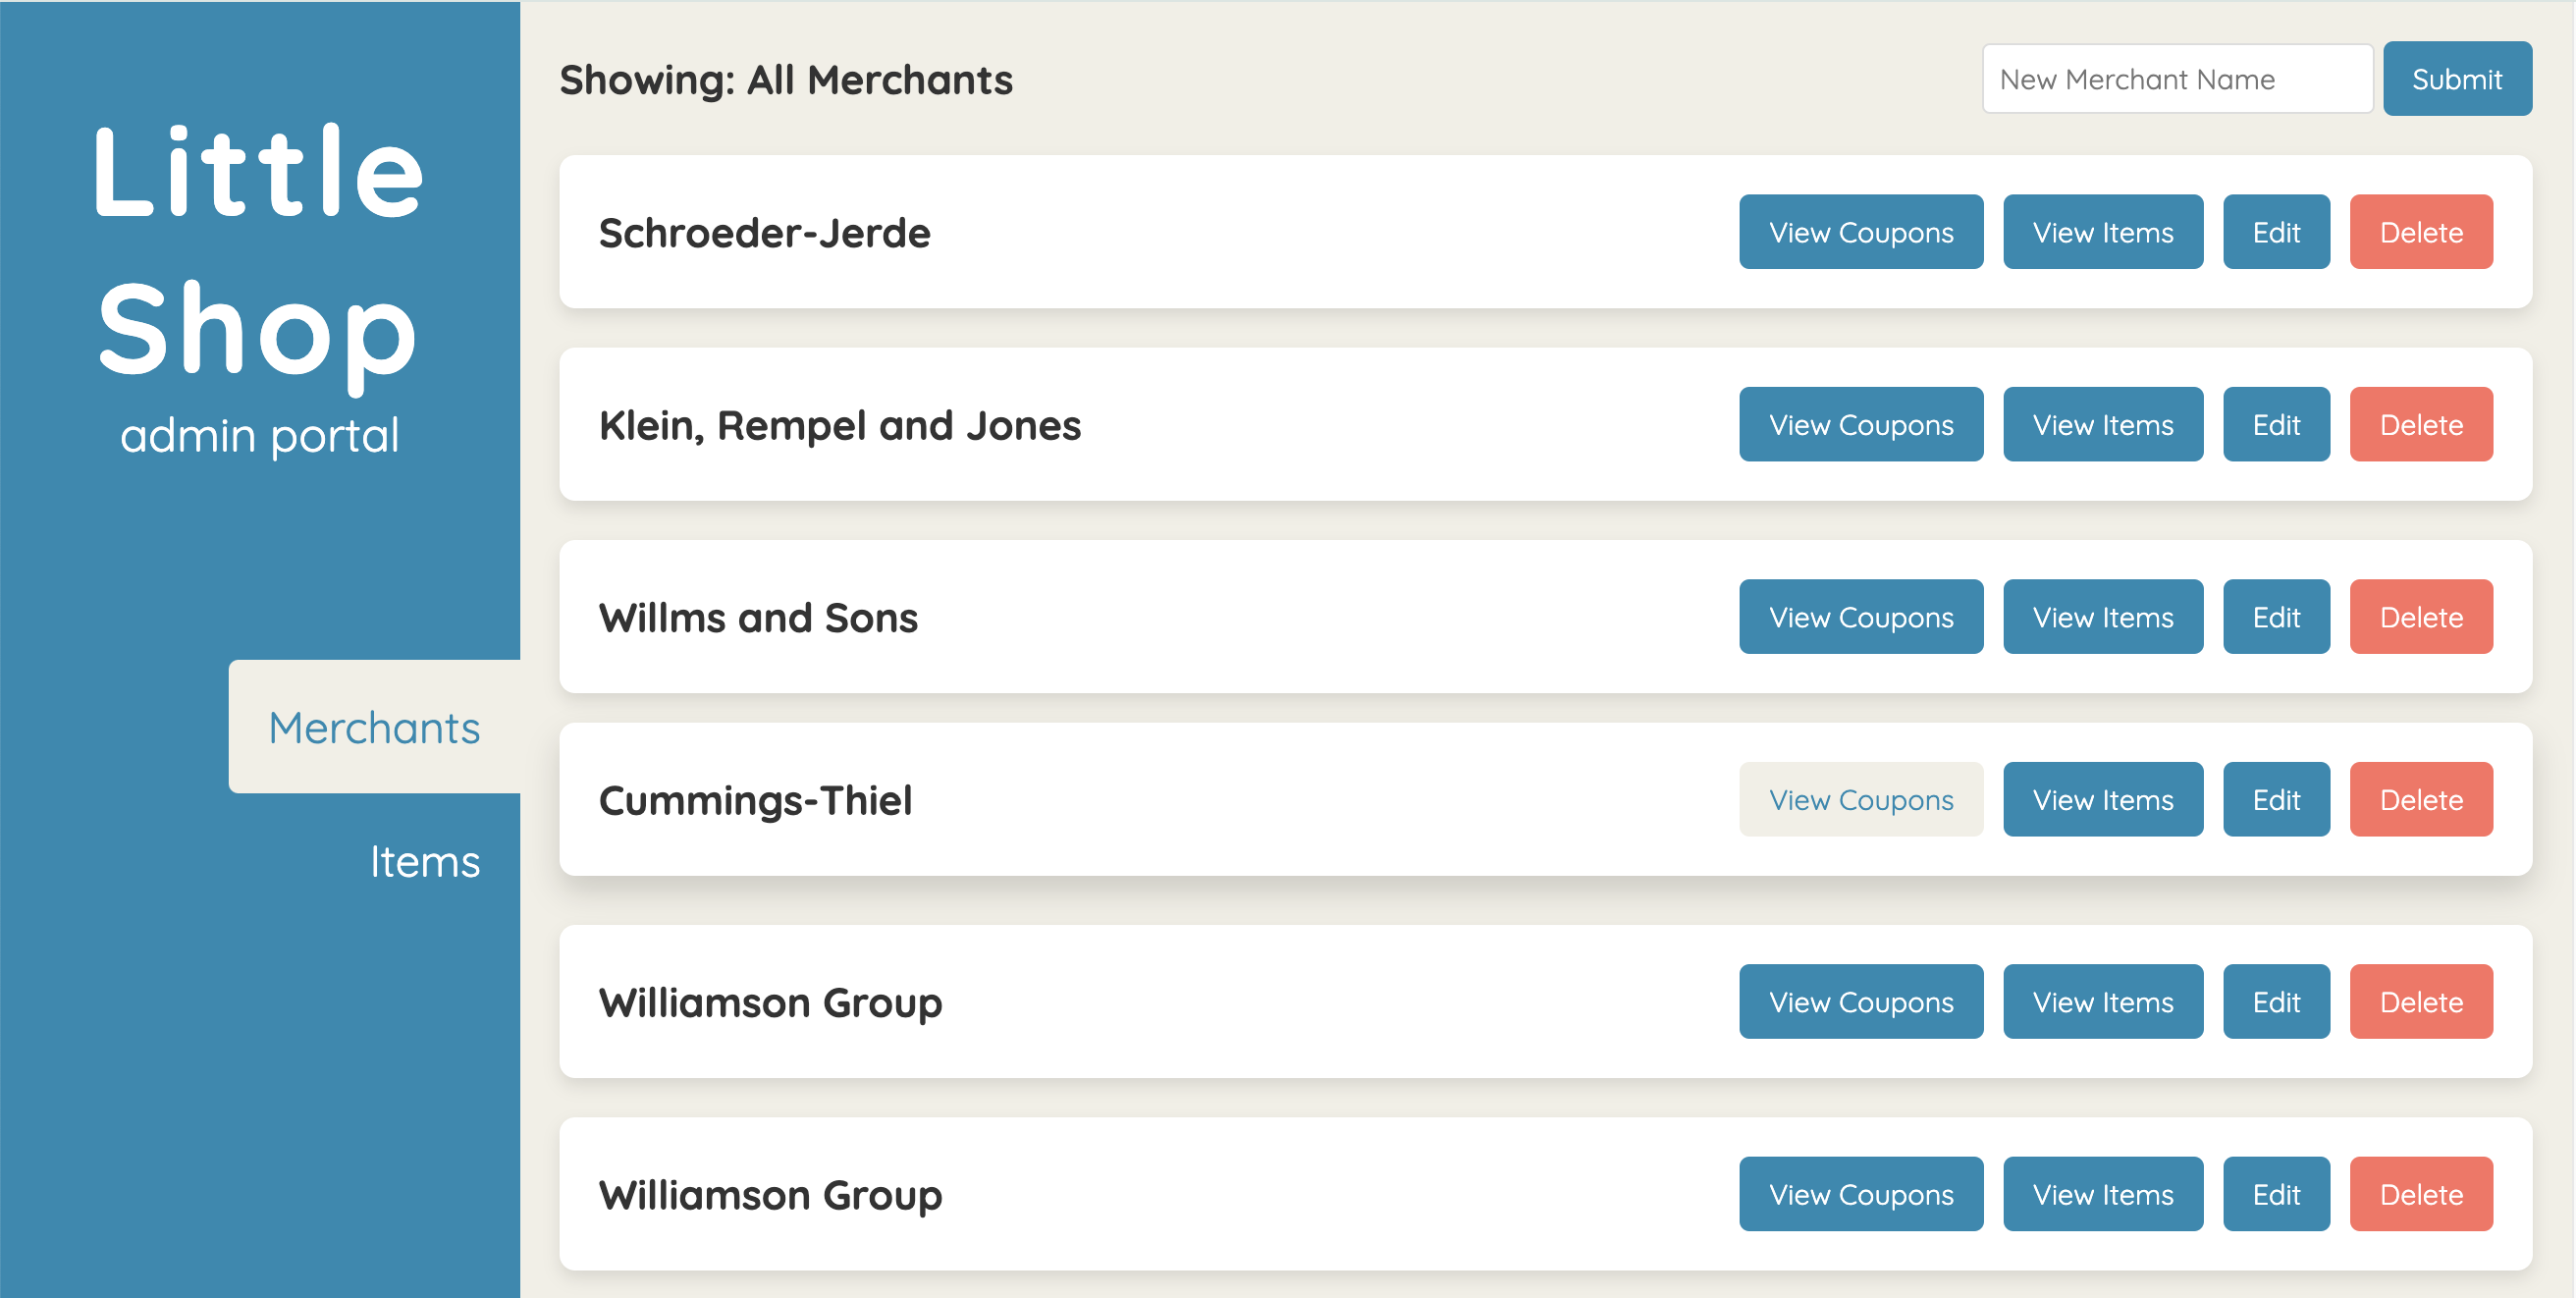 Little
Shop
admin portal
Merchants
Items
Showing: All Merchants
New Merchant Name Submit
Schroeder-Jerde View Coupons View Items Edit Delete
Klein, Rempel and Jones View Coupons View Items Edit Delete
Willms and Sons View Coupons View Items Edit Delete
Cummings-Thiel View Coupons View Items Edit Delete
Williamson Group View Coupons View Items Edit Delete
Williamson Group View Coupons View Items Edit Delete